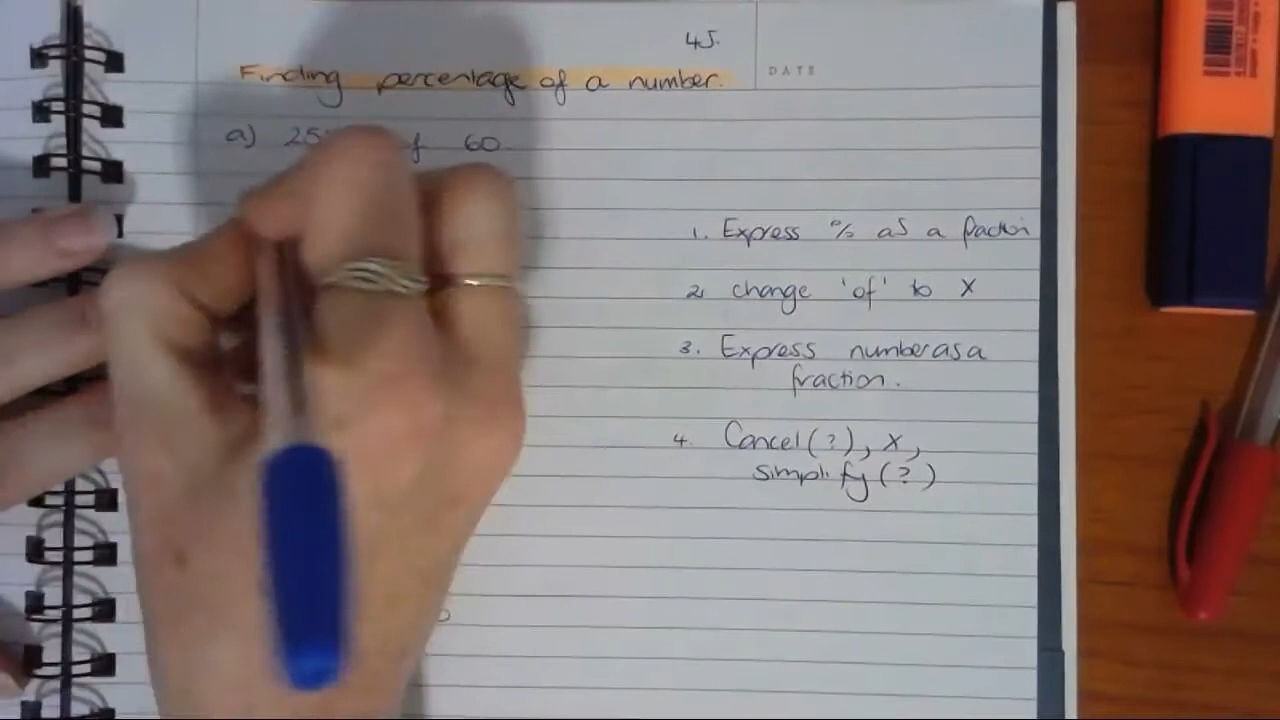 45.
Finding percentage of a number.
DATE
a) 25 f 60
1. Express % as a fraction
2. change 'of' to x
3. Express number as a
fraction.
4. Cancel (?), x,
simplify (?)